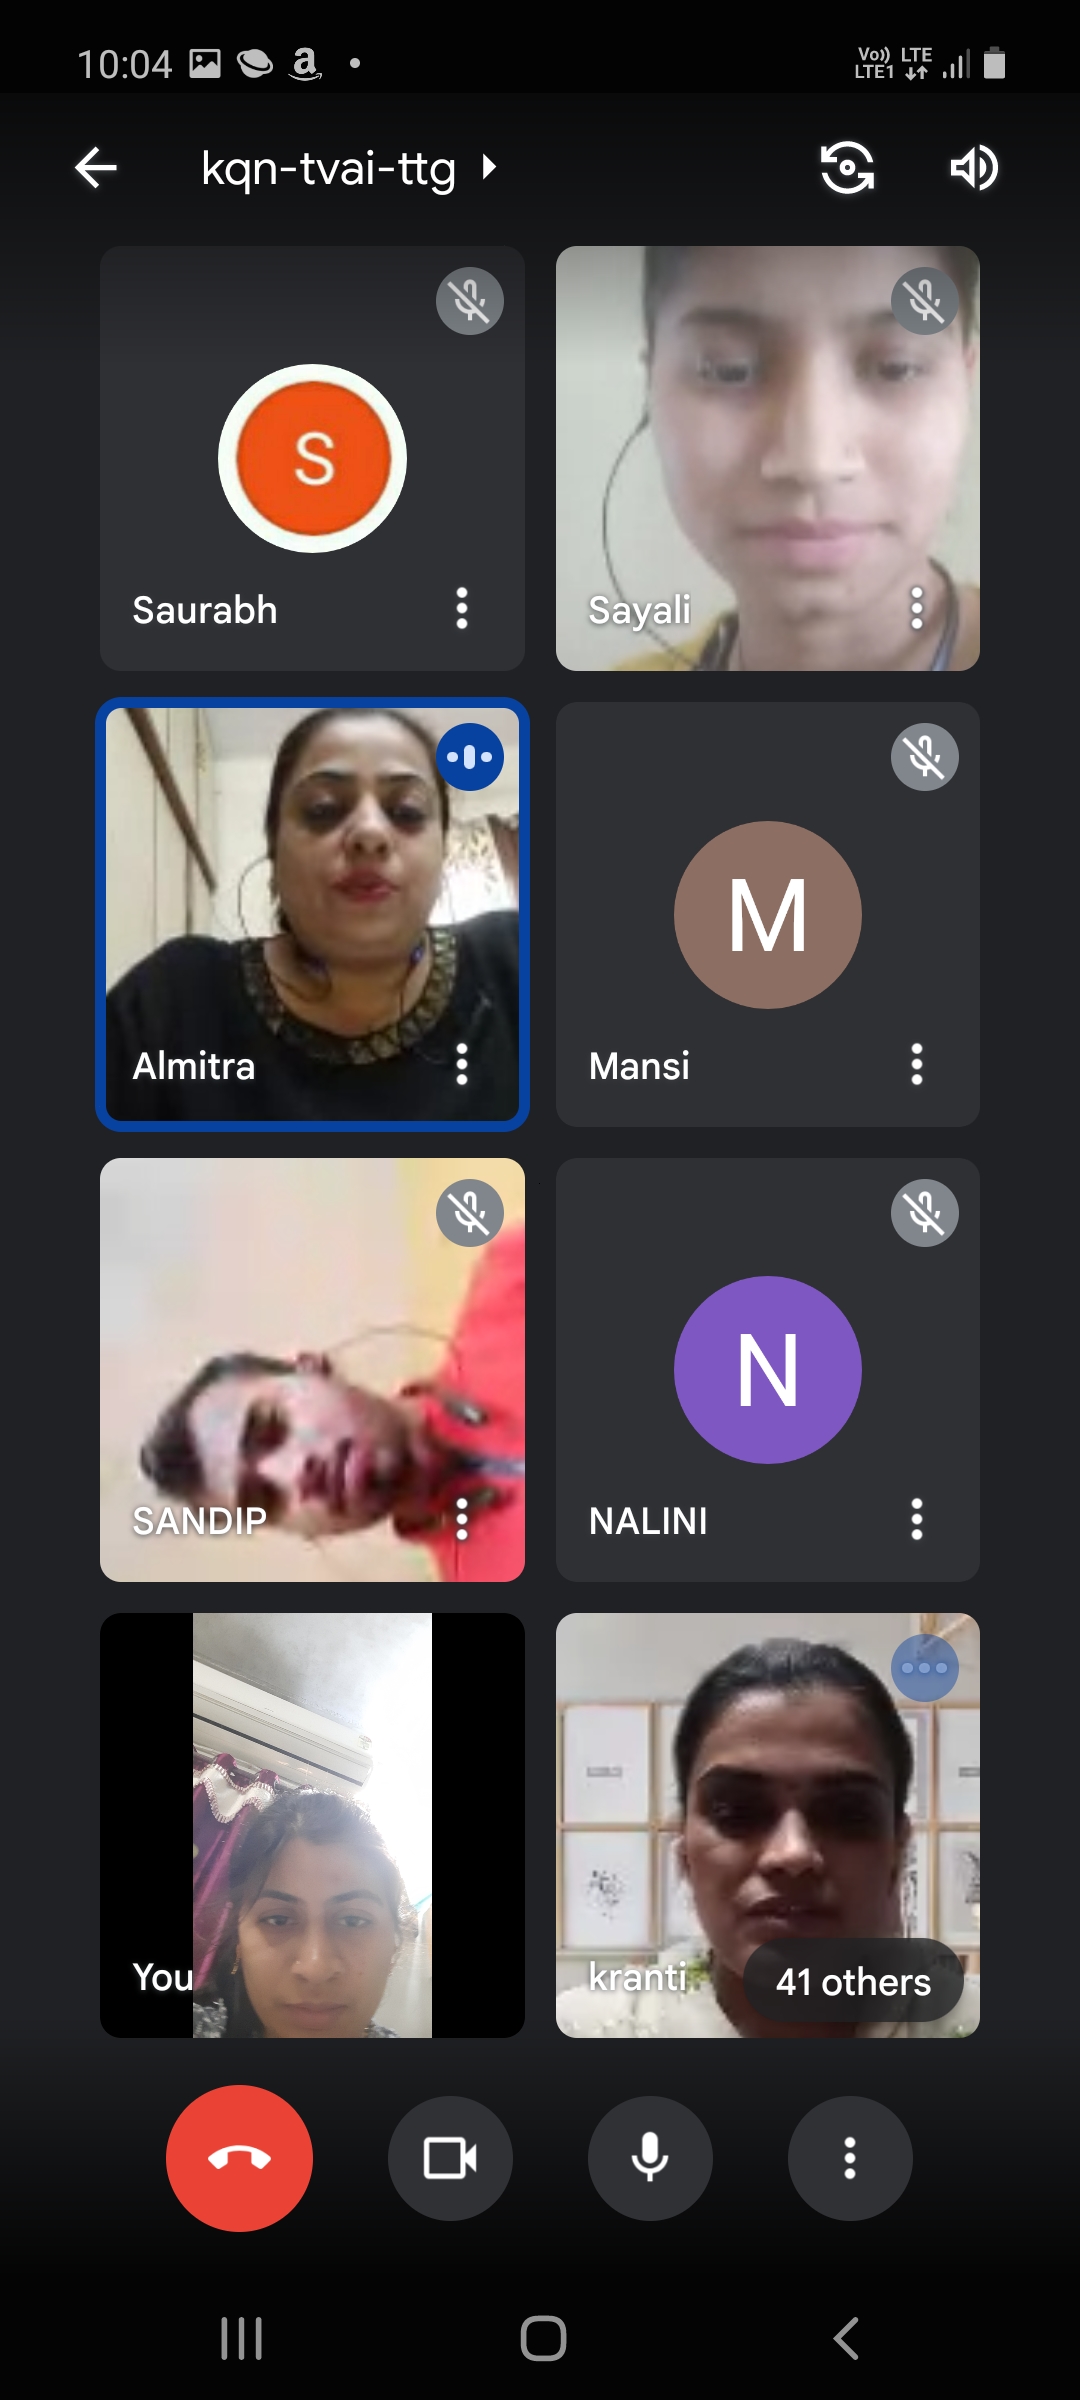 10:04
Vo)) LTE
LTE1
kqn-tvai-ttg
S
Saurabh
Sayali
Almitra
M
Mansi
SANDIP
N
NALINI
You
kranti
41 others